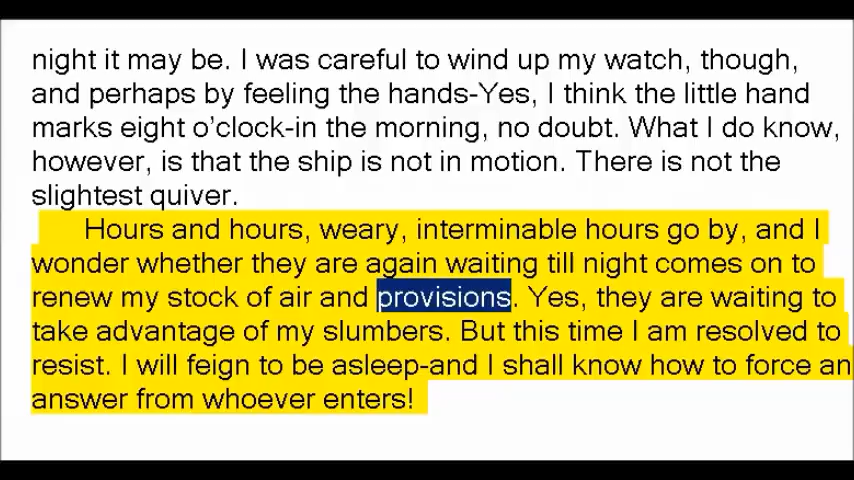 night it may be. I was careful to wind up my watch, though,
and perhaps by feeling the hands-Yes, I think the little hand
marks eight o'clock-in the morning, no doubt. What I do know,
however, is that the ship is not in motion. There is not the
slightest quiver.
Hours and hours, weary, interminable hours go by, and I
wonder whether they are again waiting till night comes on to
renew my stock of air and provisions. Yes, they are waiting to
take advantage of my slumbers. But this time I am resolved to
resist. I will feign to be asleep-and I shall know how to force an
answer from whoever enters!